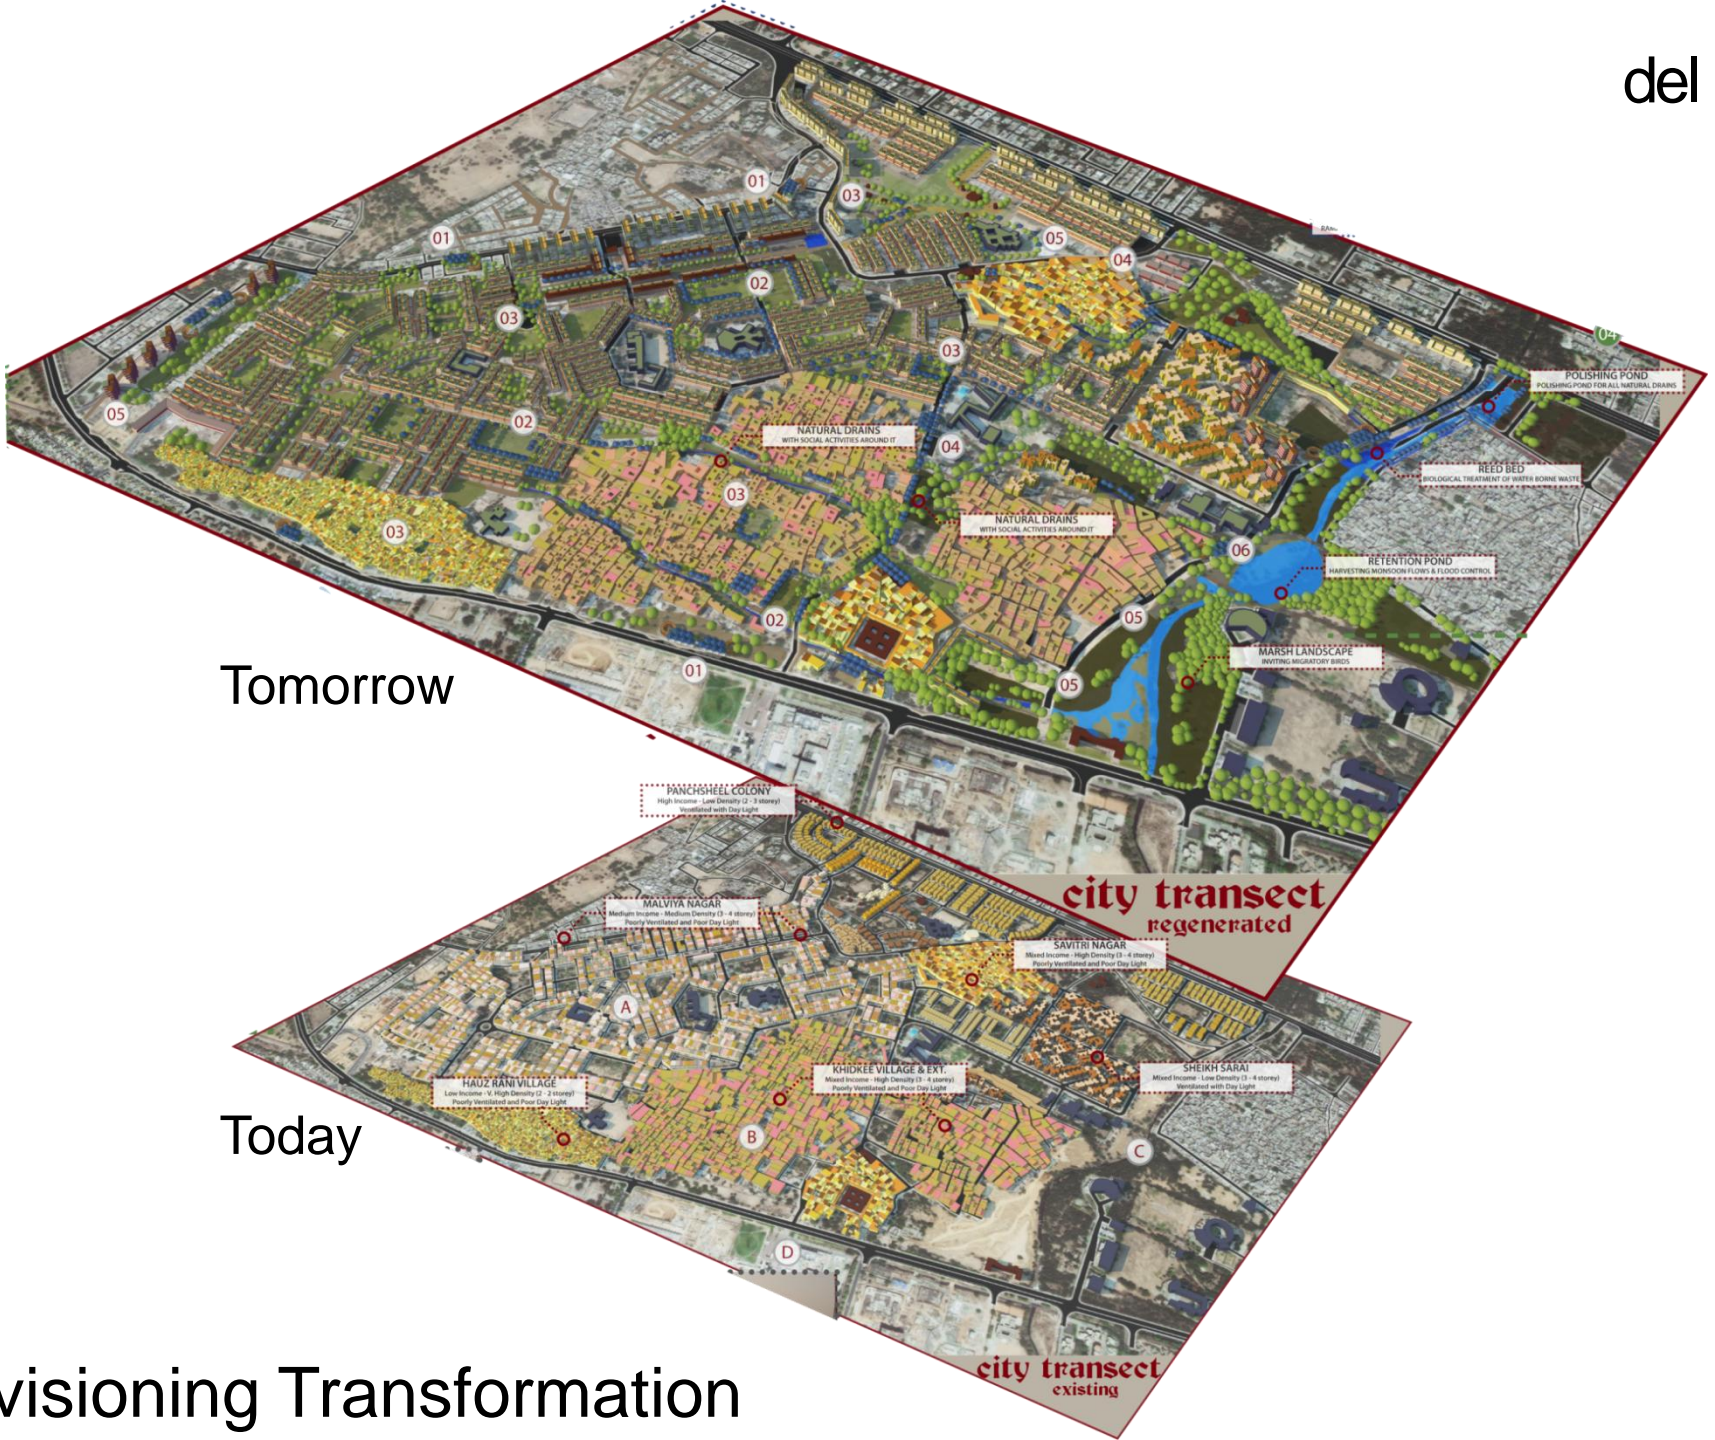 del
01
03
01
05
04
02
03
04
03
POLISHING POND
POLISHING POND FOR ALL NATURAL DRAINS
05
02
NATURAL DRAINS
WITH SOCIAL ACTIVITIES AROUND IT
04
REED BED
BIOLOGICAL TREATMENT OF WATER BORNE WASTE
03
NATURAL DRAINS
WITH SOCIAL ACTIVITIES AROUND IT
03
06
RETENTION POND
HARVESTING MONSOON FLOWS & FLOOD CONTROL
02
05
MARSH LANDSCAPE
INVITING MIGRATORY BIRDS
01
05
Tomorrow
city transect
regenerated
PANCHSHEEL COLONY
High Income - Low Density (2 - 3 storey)
Ventilated with Day Light
MALVIYA NAGAR
Medium Income - Medium Density (3 - 4 storey)
Poorly Ventilated and Poor Day Light
SAVITRI NAGAR
Mixed Income - High Density (3 - 4 storey)
Poorly Ventilated and Poor Day Light
A
KHIDKEE VILLAGE & EXT.
Mixed Income - High Density (3 - 4 storey)
Poorly Ventilated and Poor Day Light
SHEIKH SARAI
Mixed Income - Low Density (3 - 4 storey)
Ventilated with Day Light
HAUZ RANI VILLAGE
Low Income - V. High Density (2 - 2 storey)
Poorly Ventilated and Poor Day Light
Today
B
C
D
city transect
existing
visioning Transformation